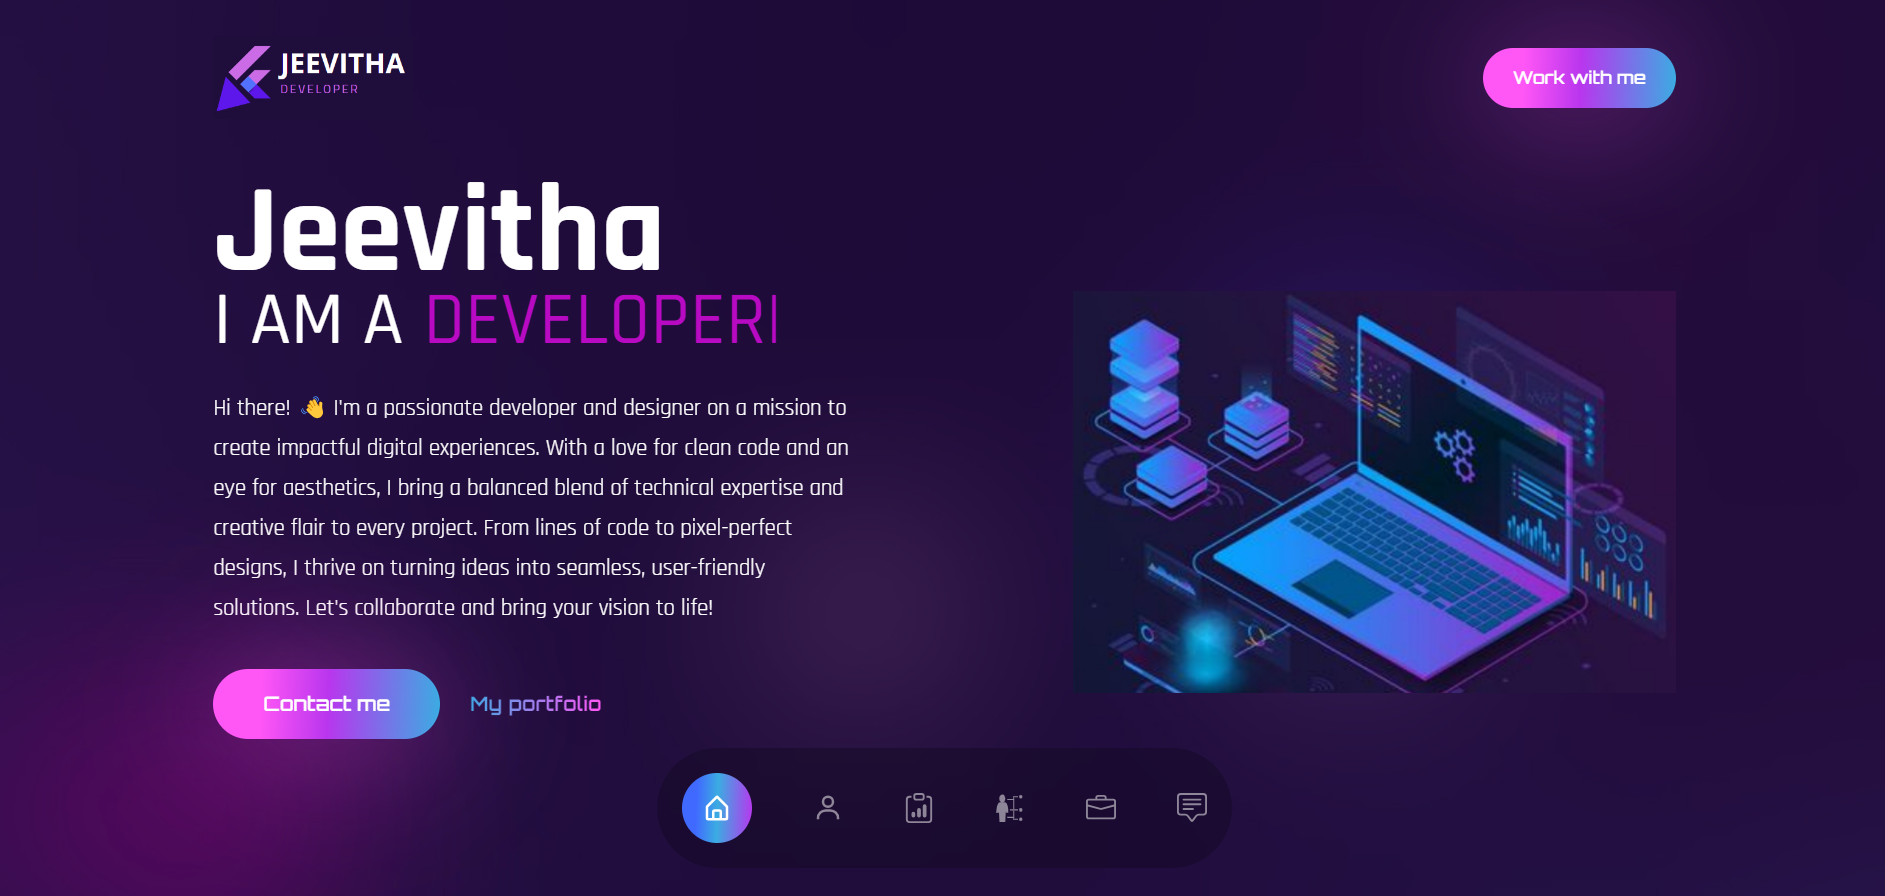 JEEVITHA
DEVELOPER
Work with me
Jeevitha
I AM A DEVELOPER|
Hi there! 👋 I'm a passionate developer and designer on a mission to
create impactful digital experiences. With a love for clean code and an
eye for aesthetics, I bring a balanced blend of technical expertise and
creative flair to every project. From lines of code to pixel-perfect
designs, I thrive on turning ideas into seamless, user-friendly
solutions. Let's collaborate and bring your vision to life!
Contact me
My portfolio